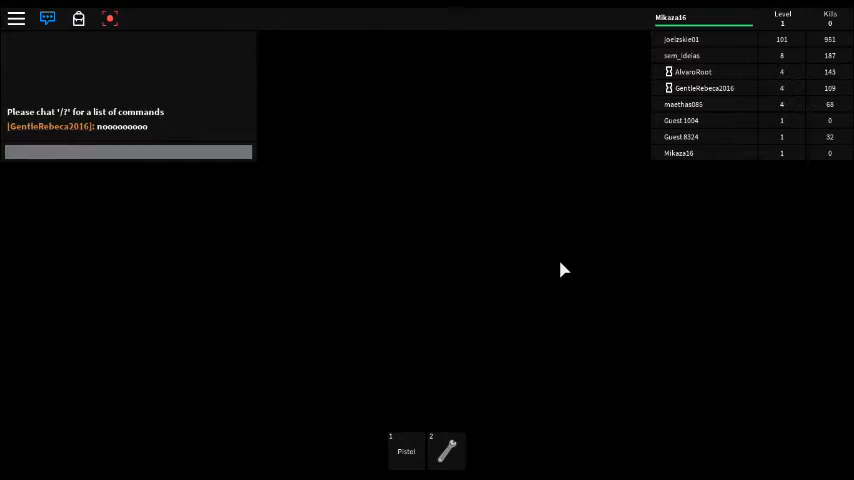 Mikaza16 Level Kills
1 0
joeizskie01 101 951
sem_ideias 8 187
AlvaroRoot 4 143
GentleRebeca2016 4 109
maethas085 4 68
Guest 1004 1 0
Guest 8324 1 32
Mikaza16 1 0
Please chat '/?' for a list of commands
[GentleRebeca2016]: nooooooooo
1 2
Pistol